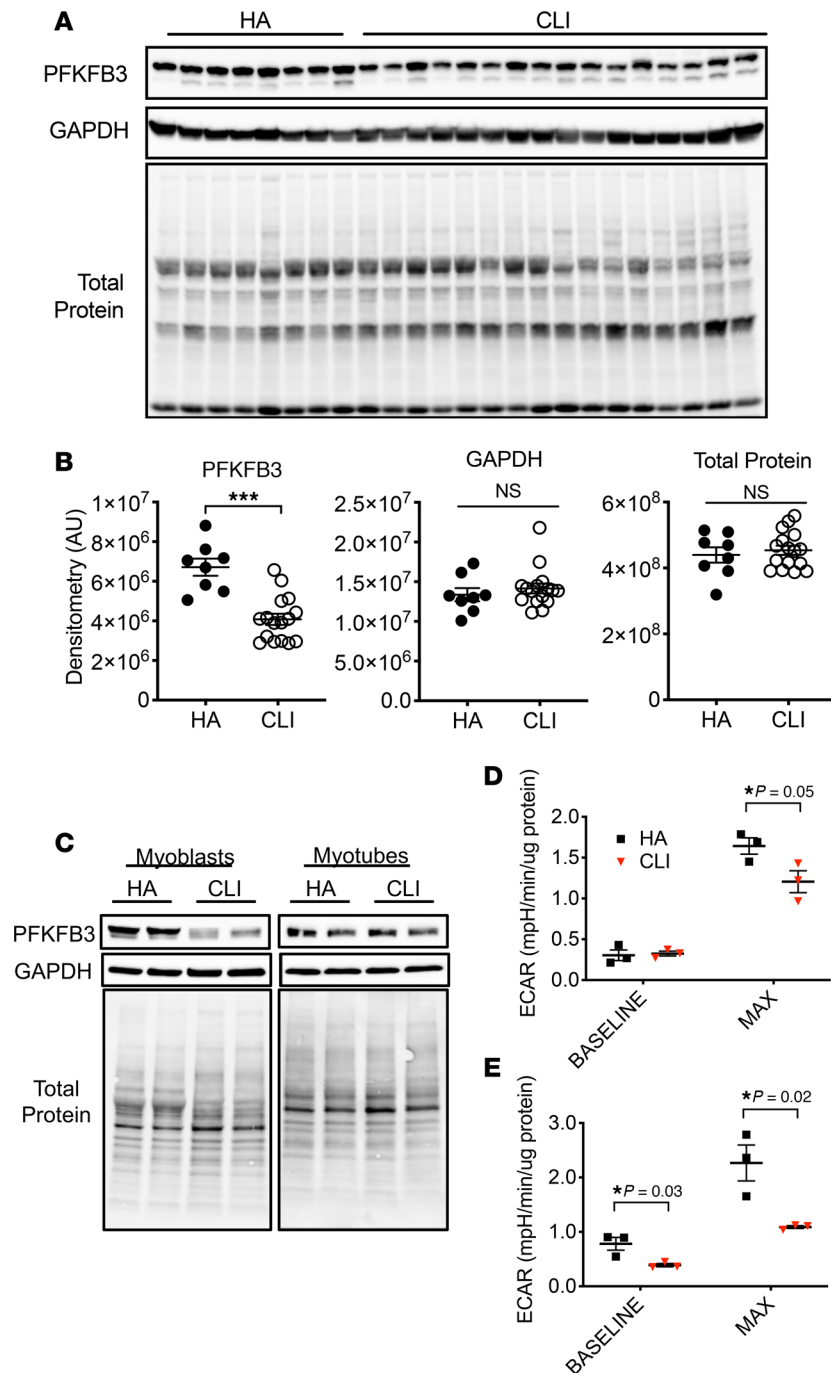 A
HA CLI
PFKFB3
GAPDH
Total
Protein
B
PFKFB3 GAPDH Total Protein
*** NS NS
Densitometry (AU)
1×10⁷
8×10⁶
6×10⁶
4×10⁶
2×10⁶
0
HA CLI
2.5×10⁷
2.0×10⁷
1.5×10⁷
1.0×10⁷
5.0×10⁶
0.0
HA CLI
6×10⁸
4×10⁸
2×10⁸
0
HA CLI
C
Myoblasts Myotubes
HA CLI HA CLI
PFKFB3
GAPDH
Total
Protein
D
ECAR (mpH/min/ug protein)
2.0
1.5
1.0
0.5
0.0
HA
CLI
*P = 0.05
BASELINE MAX
E
ECAR (mpH/min/ug protein)
3.0
2.0
1.0
0.0
*P = 0.03
*P = 0.02
BASELINE MAX